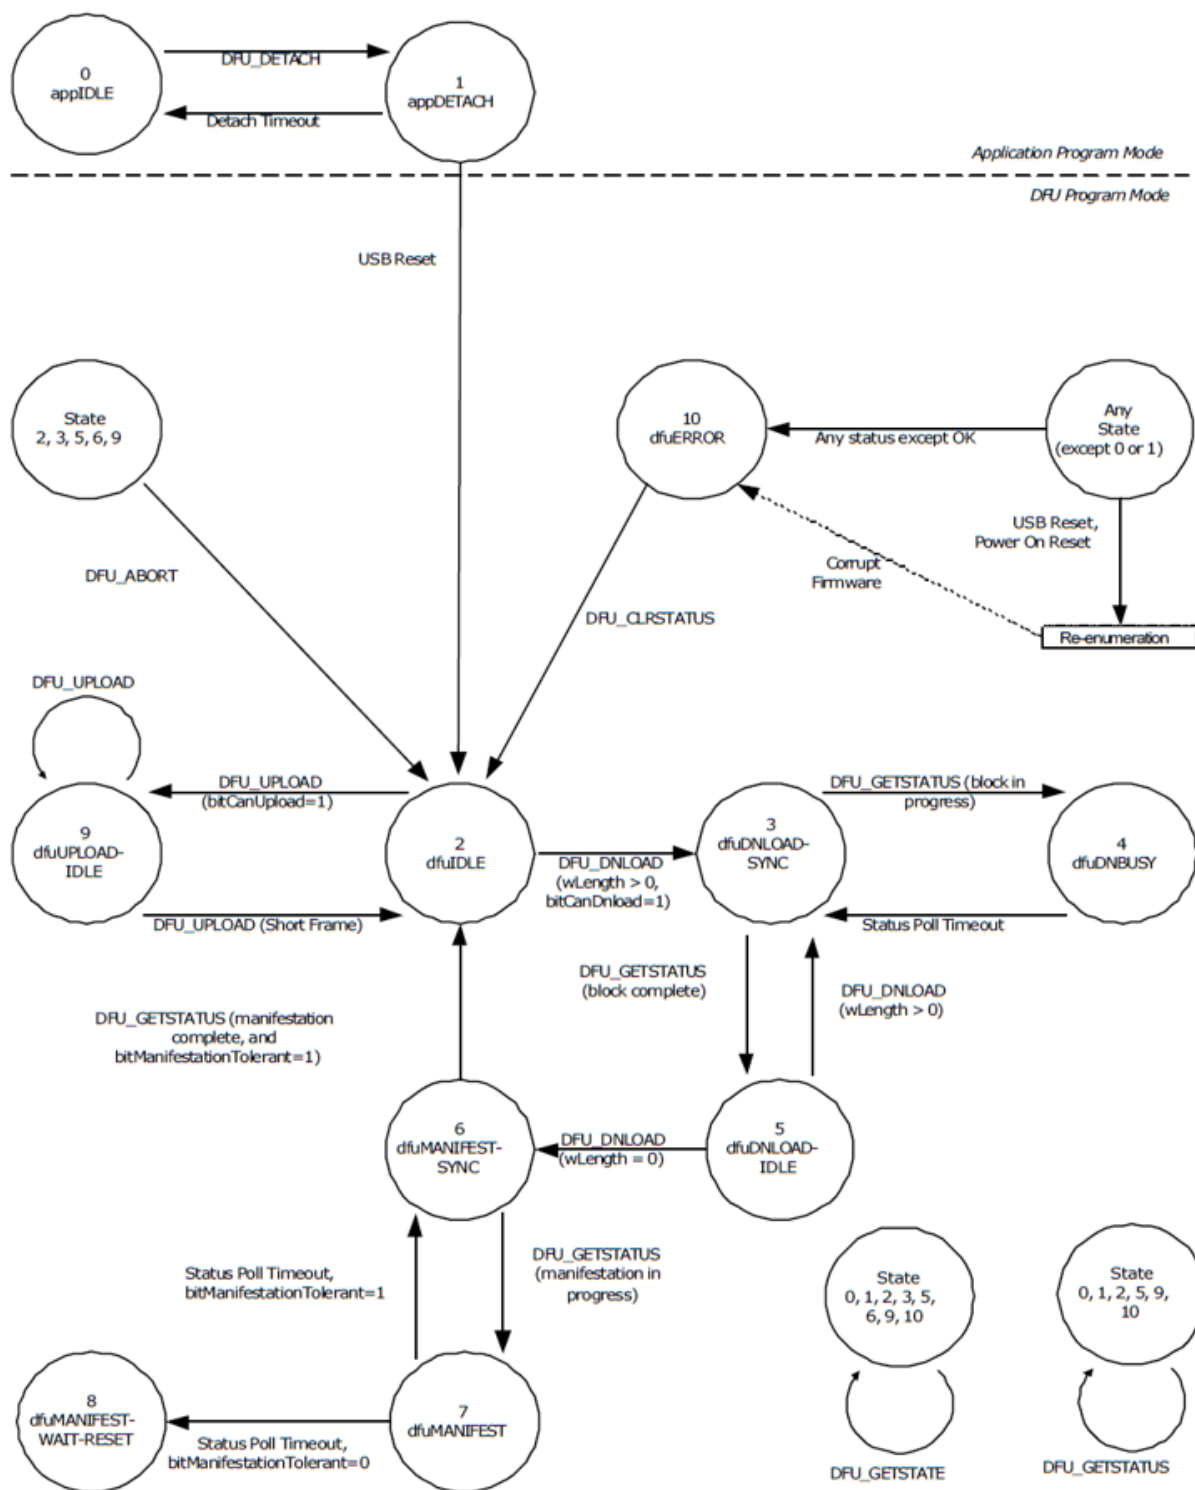 0
appIDLE
DFU_DETACH
Detach Timeout
1
appDETACH
Application Program Mode
DFU Program Mode
USB Reset
State
2, 3, 5, 6, 9
DFU_ABORT
10
dfuERROR
Any status except OK
Any
State
(except 0 or 1)
USB Reset,
Power On Reset
Corrupt
Firmware
Re-enumeration
DFU_CLRSTATUS
DFU_UPLOAD
DFU_UPLOAD
(bitCanUpload=1)
9
dfuUPLOAD-
IDLE
DFU_UPLOAD (Short Frame)
2
dfuIDLE
DFU_DNLOAD
(wLength > 0,
bitCanDnload=1)
3
dfuDNLOAD-
SYNC
DFU_GETSTATUS (block in
progress)
4
dfuDNBUSY
Status Poll Timeout
DFU_GETSTATUS
(block complete)
DFU_DNLOAD
(wLength > 0)
DFU_GETSTATUS (manifestation
complete, and
bitManifestationTolerant=1)
6
dfuMANIFEST-
SYNC
DFU_DNLOAD
(wLength = 0)
5
dfuDNLOAD-
IDLE
Status Poll Timeout,
bitManifestationTolerant=1
DFU_GETSTATUS
(manifestation in
progress)
8
dfuMANIFEST-
WAIT-RESET
Status Poll Timeout,
bitManifestationTolerant=0
7
dfuMANIFEST
State
0, 1, 2, 3, 5,
6, 9, 10
DFU_GETSTATE
State
0, 1, 2, 5, 9,
10
DFU_GETSTATUS